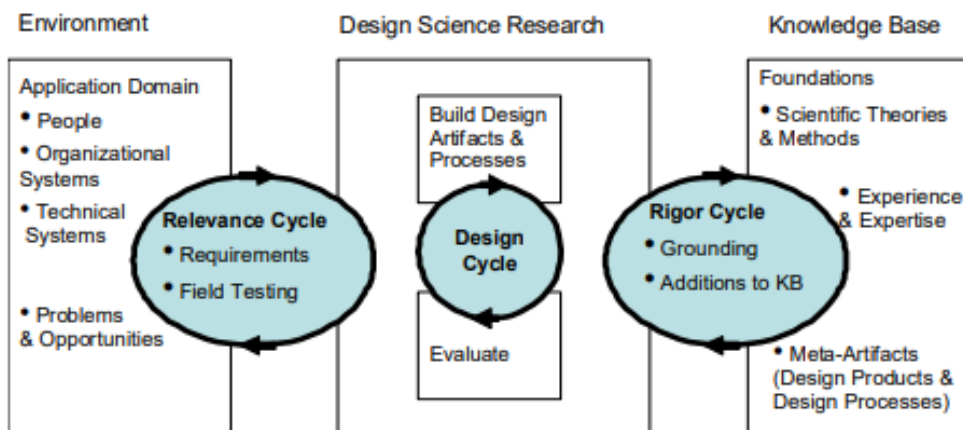 Environment
Design Science Research
Knowledge Base
Application Domain
• People
• Organizational
Systems
• Technical
Systems
• Problems
& Opportunities
Relevance Cycle
• Requirements
• Field Testing
Build Design
Artifacts &
Processes
Design
Cycle
Evaluate
Rigor Cycle
• Grounding
• Additions to KB
Foundations
• Scientific Theories
& Methods
• Experience
& Expertise
• Meta-Artifacts
(Design Products &
Design Processes)